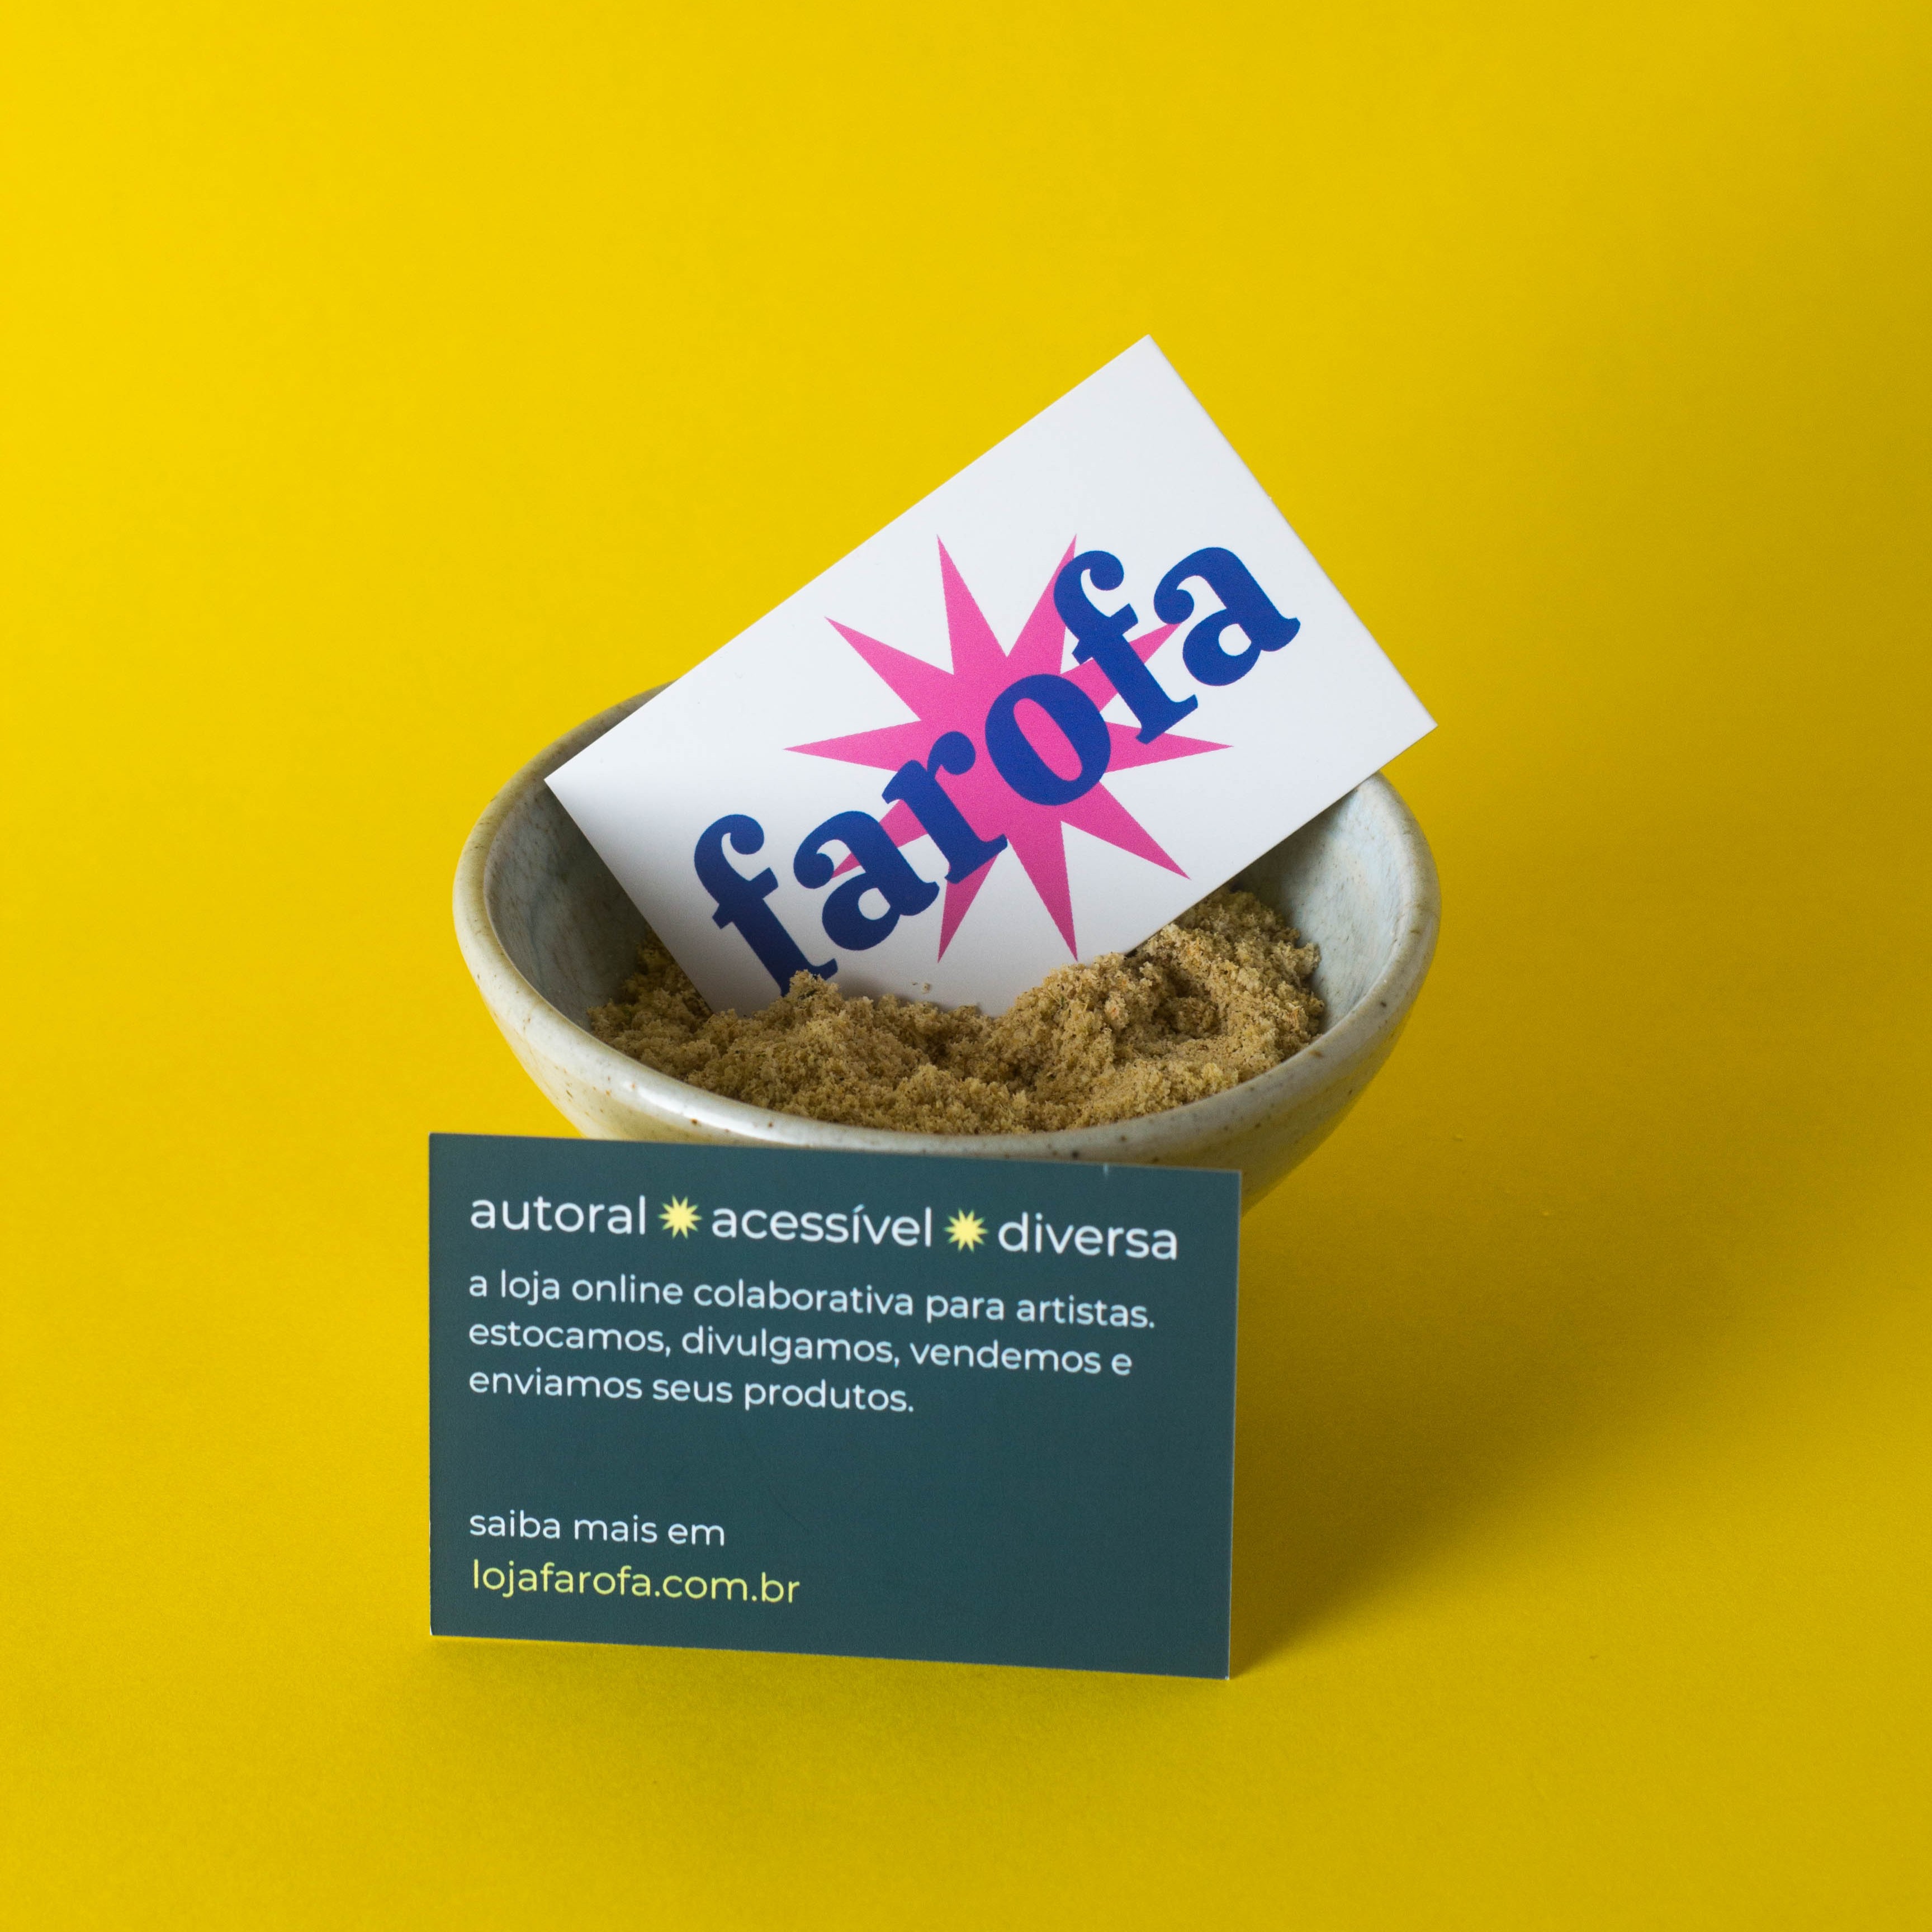 farofa
autoral acessível diversa
a loja online colaborativa para artistas.
estocamos, divulgamos, vendemos e
enviamos seus produtos.
saiba mais em
lojafarofa.com.br